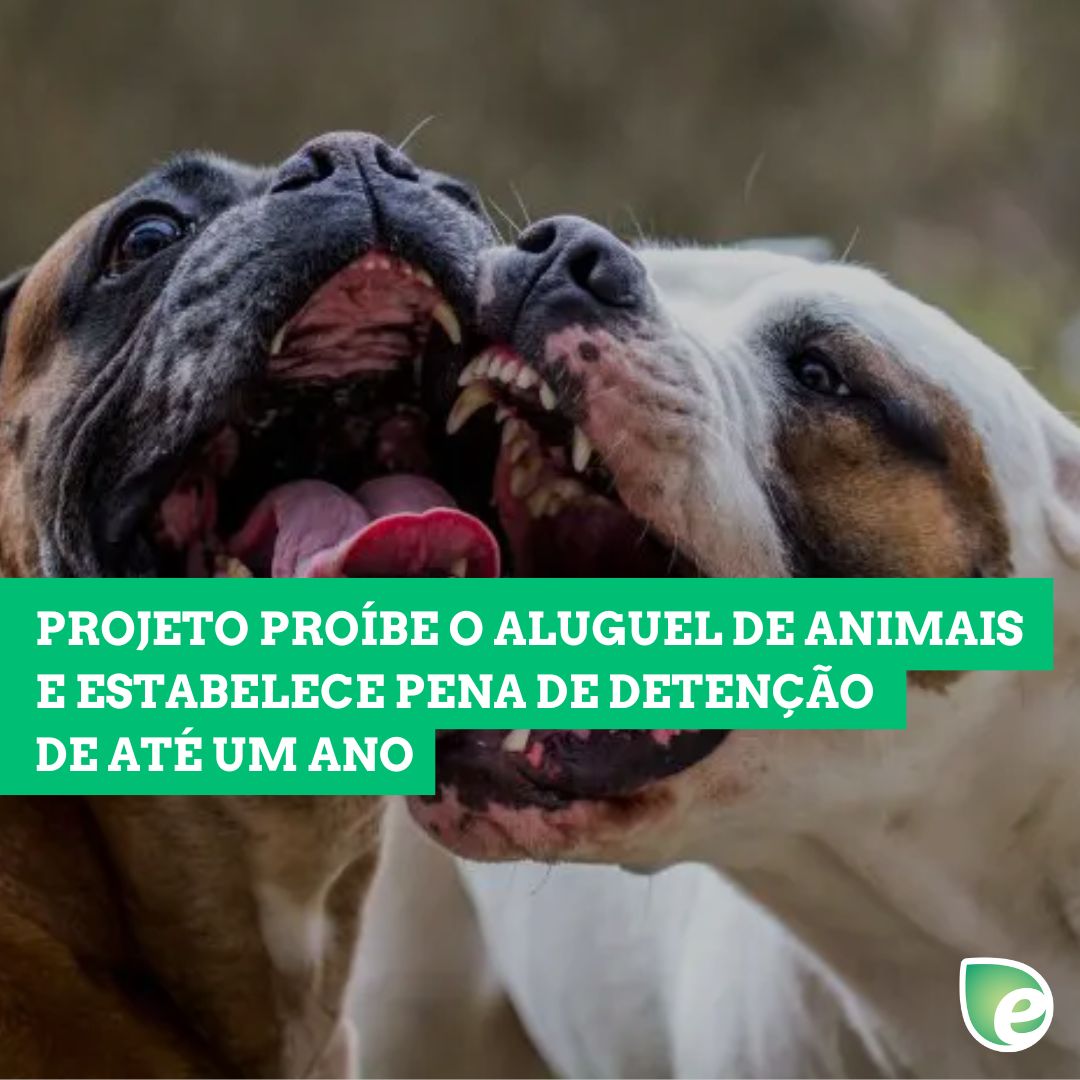 PROJETO PROÍBE O ALUGUEL DE ANIMAIS
E ESTABELECE PENA DE DETENÇÃO
DE ATÉ UM ANO
e